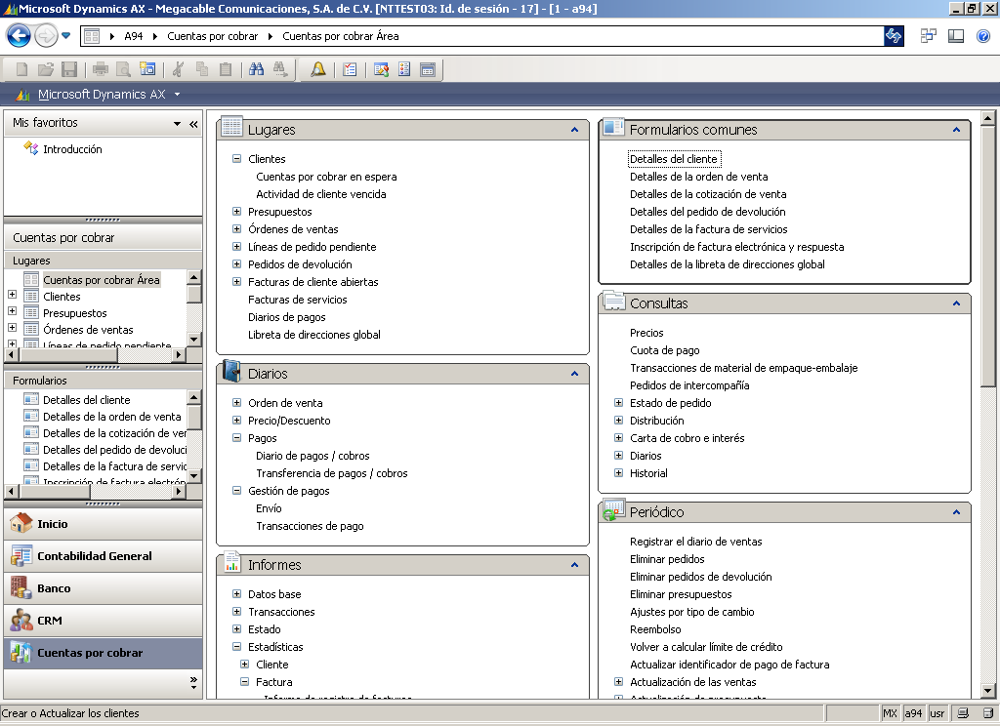 Microsoft Dynamics AX - Megacable Comunicaciones, S.A. de C.V. [NTTEST03: Id. de sesión - 17] - [1 - a94]
A94 Cuentas por cobrar Cuentas por cobrar Área
Microsoft Dynamics AX
Mis favoritos
Introducción
Cuentas por cobrar
Lugares
Cuentas por cobrar Área
Clientes
Presupuestos
Órdenes de ventas
Líneas de pedido pendiente
Formularios
Detalles del cliente
Detalles de la orden de venta
Detalles de la cotización de ver
Detalles del pedido de devoluci
Detalles de la factura de servic
Inscripción de factura electrón
Inicio
Contabilidad General
Banco
CRM
Cuentas por cobrar
Lugares
Clientes
Cuentas por cobrar en espera
Actividad de cliente vencida
Presupuestos
Órdenes de ventas
Líneas de pedido pendiente
Pedidos de devolución
Facturas de cliente abiertas
Facturas de servicios
Diarios de pagos
Libreta de direcciones global
Diarios
Orden de venta
Precio/Descuento
Pagos
Diario de pagos / cobros
Transferencia de pagos / cobros
Gestión de pagos
Envío
Transacciones de pago
Informes
Datos base
Transacciones
Estado
Estadísticas
Cliente
Factura
Informe de registro de facturas
Formularios comunes
Detalles del cliente
Detalles de la orden de venta
Detalles de la cotización de venta
Detalles del pedido de devolución
Detalles de la factura de servicios
Inscripción de factura electrónica y respuesta
Detalles de la libreta de direcciones global
Consultas
Precios
Cuota de pago
Transacciones de material de empaque-embalaje
Pedidos de intercompañía
Estado de pedido
Distribución
Carta de cobro e interés
Diarios
Historial
Periódico
Registrar el diario de ventas
Eliminar pedidos
Eliminar pedidos de devolución
Eliminar presupuestos
Ajustes por tipo de cambio
Reembolso
Volver a calcular límite de crédito
Actualizar identificador de pago de factura
Actualización de las ventas
Actualización de presupuesto
Crear o Actualizar los clientes
MX a94 usr